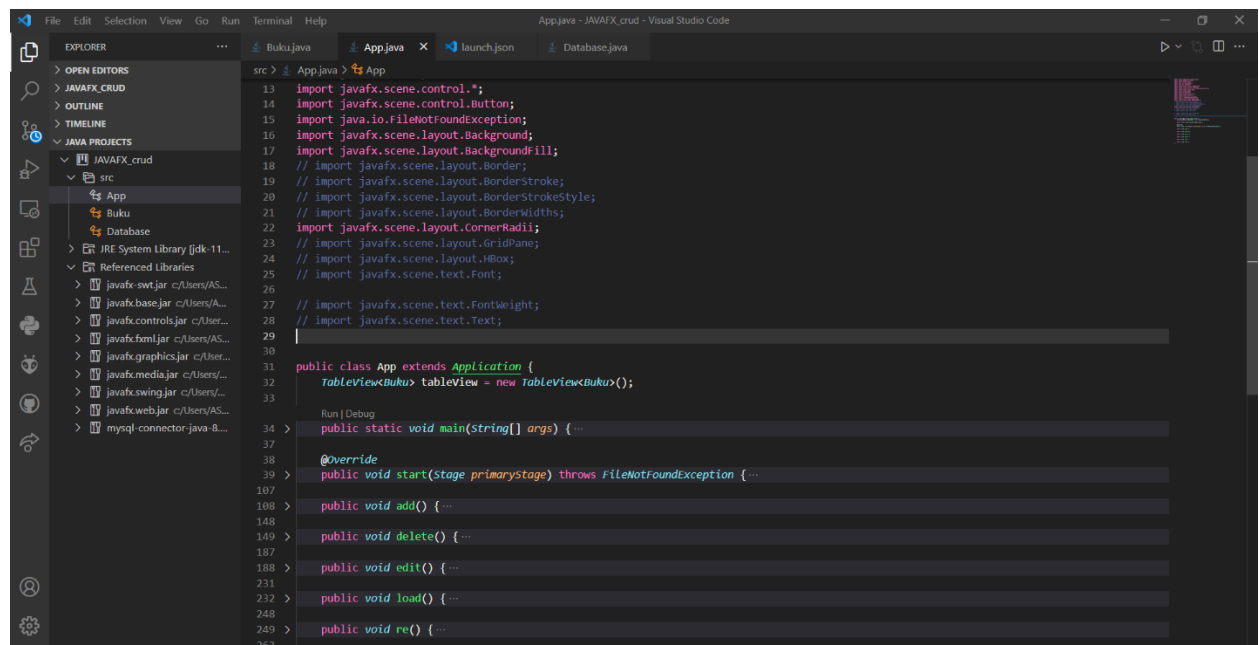 File Edit Selection View Go Run Terminal Help App.java - JAVAFX_crud - Visual Studio Code
EXPLORER ...
Buku.java App.java launch.json Database.java
OPEN EDITORS
JAVAFX_CRUD
OUTLINE
TIMELINE
JAVA PROJECTS
JAVAFX_crud
src
App
Buku
Database
JRE System Library [jdk-11...
Referenced Libraries
javafx-swt.jar c:/Users/AS...
javafx.base.jar c:/Users/A...
javafx.controls.jar c:/User...
javafx.fxml.jar c:/Users/AS...
javafx.graphics.jar c:/User...
javafx.media.jar c:/Users/...
javafx.swing.jar c:/Users/...
javafx.web.jar c:/Users/AS...
mysql-connector-java-8....
src > App.java > App
13 import javafx.scene.control.*;
14 import javafx.scene.control.Button;
15 import java.io.FileNotFoundException;
16 import javafx.scene.layout.Background;
17 import javafx.scene.layout.BackgroundFill;
18 // import javafx.scene.layout.Border;
19 // import javafx.scene.layout.BorderStroke;
20 // import javafx.scene.layout.BorderStrokeStyle;
21 // import javafx.scene.layout.BorderWidths;
22 import javafx.scene.layout.CornerRadii;
23 // import javafx.scene.layout.GridPane;
24 // import javafx.scene.layout.HBox;
25 // import javafx.scene.text.Font;
26
27 // import javafx.scene.text.FontWeight;
28 // import javafx.scene.text.Text;
29
30
31 public class App extends Application {
32 TableView<Buku> tableView = new TableView<Buku>();
33
Run | Debug
34 > public static void main(String[] args) { ...
37
38 @Override
39 > public void start(Stage primaryStage) throws FileNotFoundException { ...
107
108 > public void add() { ...
148
149 > public void delete() { ...
187
188 > public void edit() { ...
231
232 > public void load() { ...
248
249 > public void re() { ...